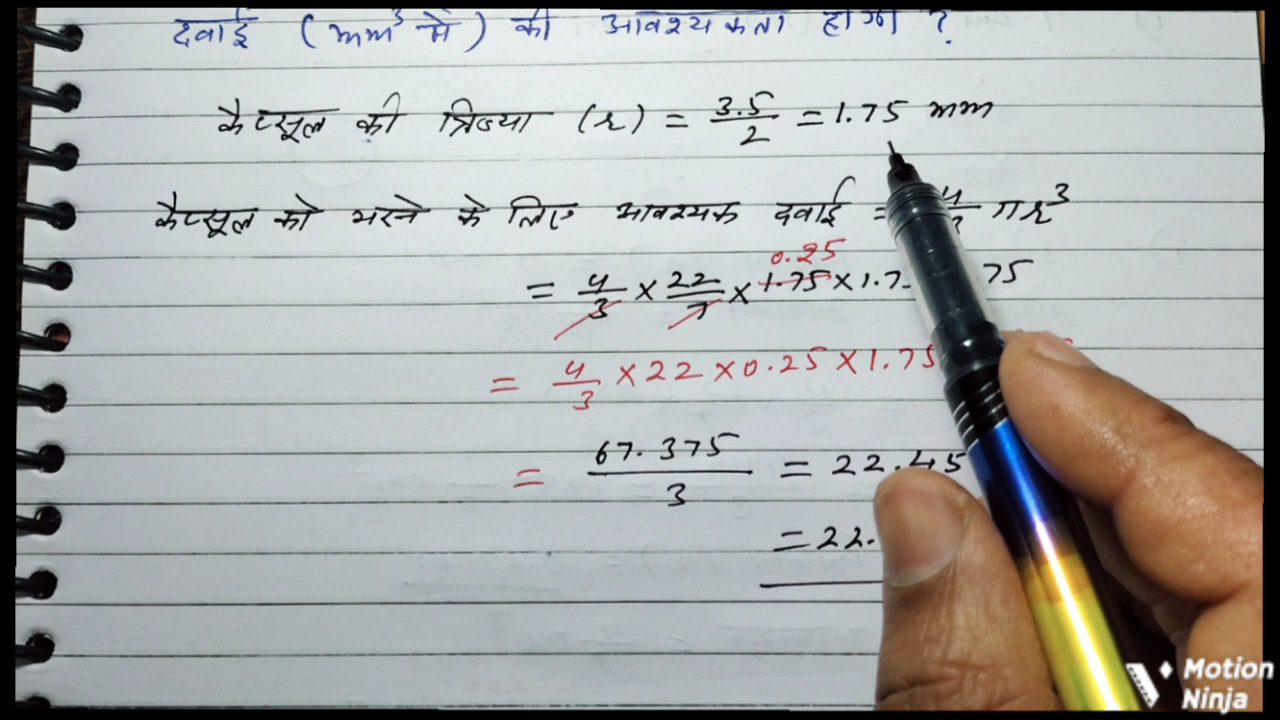 दवाई (mm³ में) की आवश्यकता होगी ?
कैप्सूल की त्रिज्या (r) = 3.5/2 = 1.75 mm
कैप्सूल को भरने के लिए आवश्यक दवाई = 4 πr³
0.25
= 4/3 × 22/7 × 1.75 × 1.7 75
= 4/3 × 22 × 0.25 × 1.75
= 67.375/3 = 22.45
= 22.
Motion
Ninja